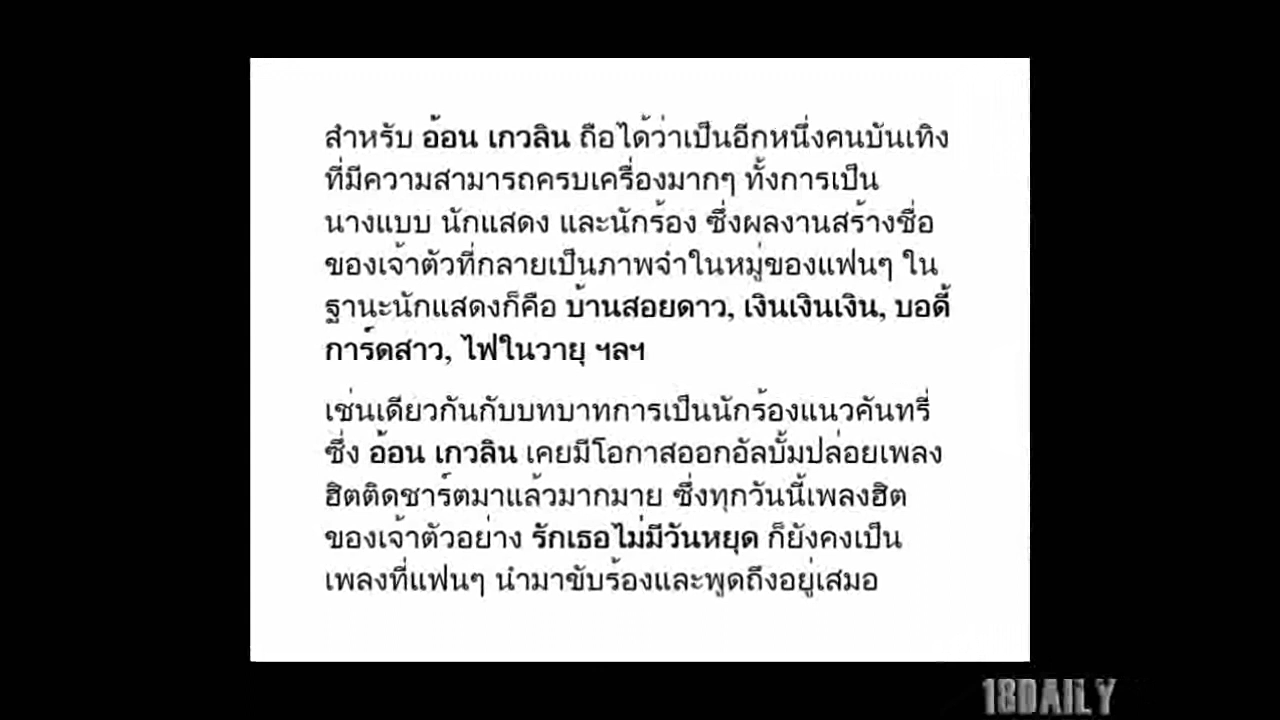 สำหรับ อ้อน เกวลิน ถือได้ว่าเป็นอีกหนึ่งคนบันเทิง
ที่มีความสามารถครบเครื่องมากๆ ทั้งการเป็น
นางแบบ นักแสดง และนักร้อง ซึ่งผลงานสร้างชื่อ
ของเจ้าตัวที่กลายเป็นภาพจำในหมู่ของแฟนๆ ใน
ฐานะนักแสดงก็คือ บ้านสอยดาว, เงินเงินเงิน, บอดี้
การ์ดสาว, ไฟในวายุ ฯลฯ
เช่นเดียวกันกับบทบาทการเป็นนักร้องแนวคันทรี่
ซึ่ง อ้อน เกวลิน เคยมีโอกาสออกอัลบั้มปล่อยเพลง
ฮิตติดชาร์ตมาแล้วมากมาย ซึ่งทุกวันนี้เพลงฮิต
ของเจ้าตัวอย่าง รักเธอไม่มีวันหยุด ก็ยังคงเป็น
เพลงที่แฟนๆ นำมาขับร้องและพูดถึงอยู่เสมอ
18DAILY